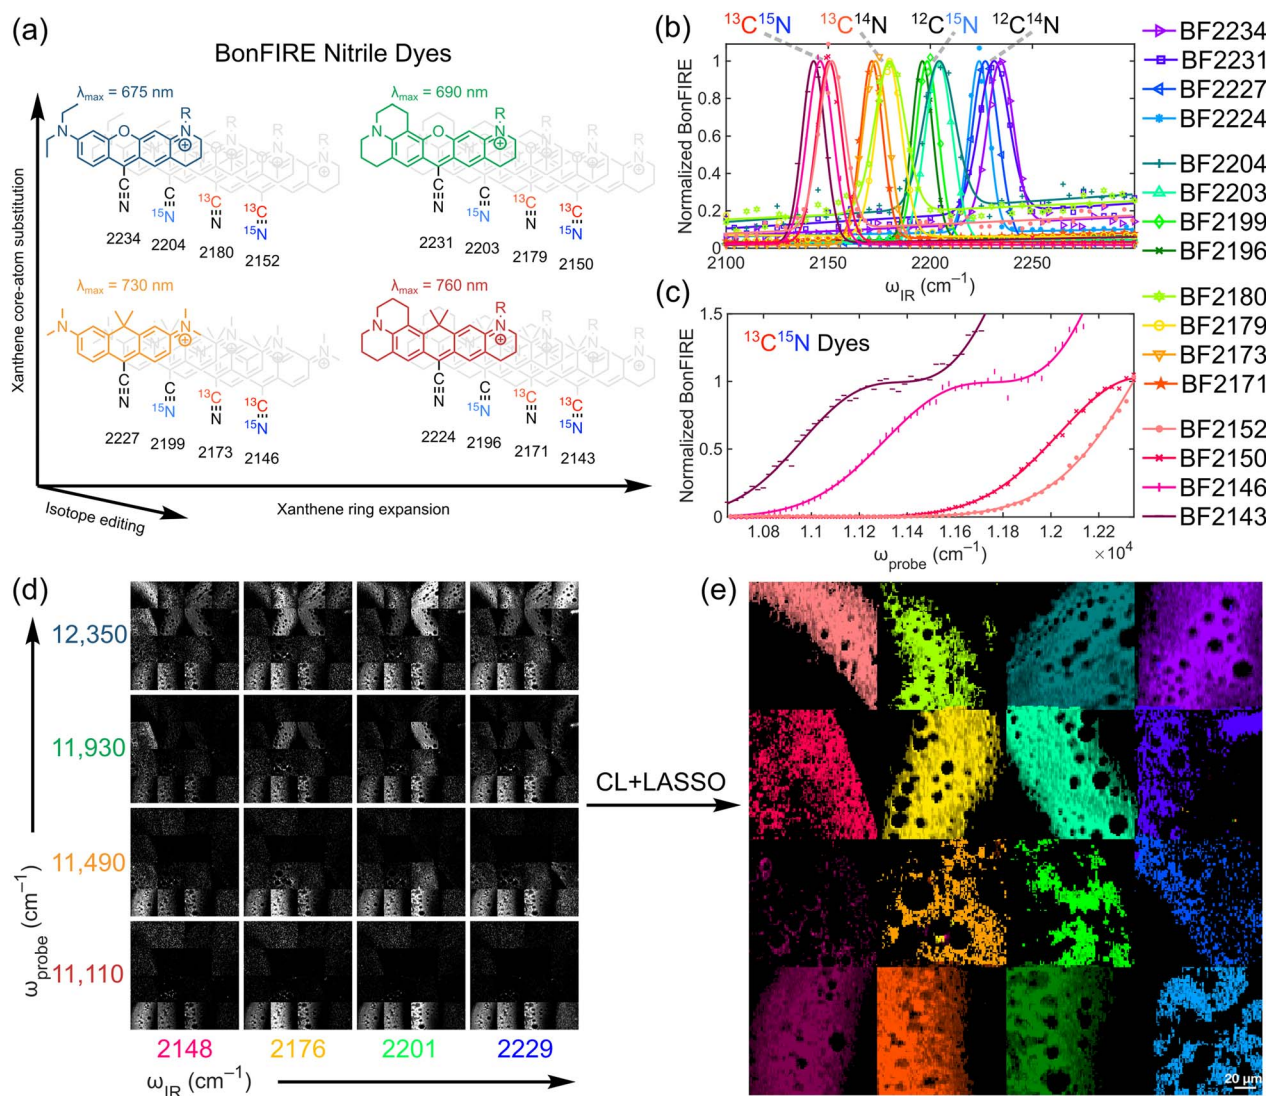 (a)
BonFIRE Nitrile Dyes
Xanthene core-atom substitution
λmax = 675 nm
N
O
R
N
⊕
C
N
C
15N
13C
N
13C
15N
2234
2204
2180
2152
λmax = 690 nm
N
O
R
N
⊕
C
N
C
15N
13C
N
13C
15N
2231
2203
2179
2150
λmax = 730 nm
N
N
⊕
C
N
C
15N
13C
N
13C
15N
2227
2199
2173
2146
λmax = 760 nm
N
R
N
⊕
C
N
C
15N
13C
N
13C
15N
2224
2196
2171
2143
Isotope editing
Xanthene ring expansion
(b)
13C15N
13C14N
12C15N
12C14N
Normalized BonFIRE
1
0.8
0.6
0.4
0.2
0
2100
2150
2200
2250
ωIR (cm−1)
BF2234
BF2231
BF2227
BF2224
BF2204
BF2203
BF2199
BF2196
BF2180
BF2179
BF2173
BF2171
BF2152
BF2150
BF2146
BF2143
(c)
13C15N Dyes
Normalized BonFIRE
1.5
1
0.5
0
1.08
1.1
1.12
1.14
1.16
1.18
1.2
1.22
×10⁴
ωprobe (cm−1)
(d)
12,350
11,930
11,490
11,110
ωprobe (cm−1)
2148
2176
2201
2229
ωIR (cm−1)
CL+LASSO
(e)
20 μm